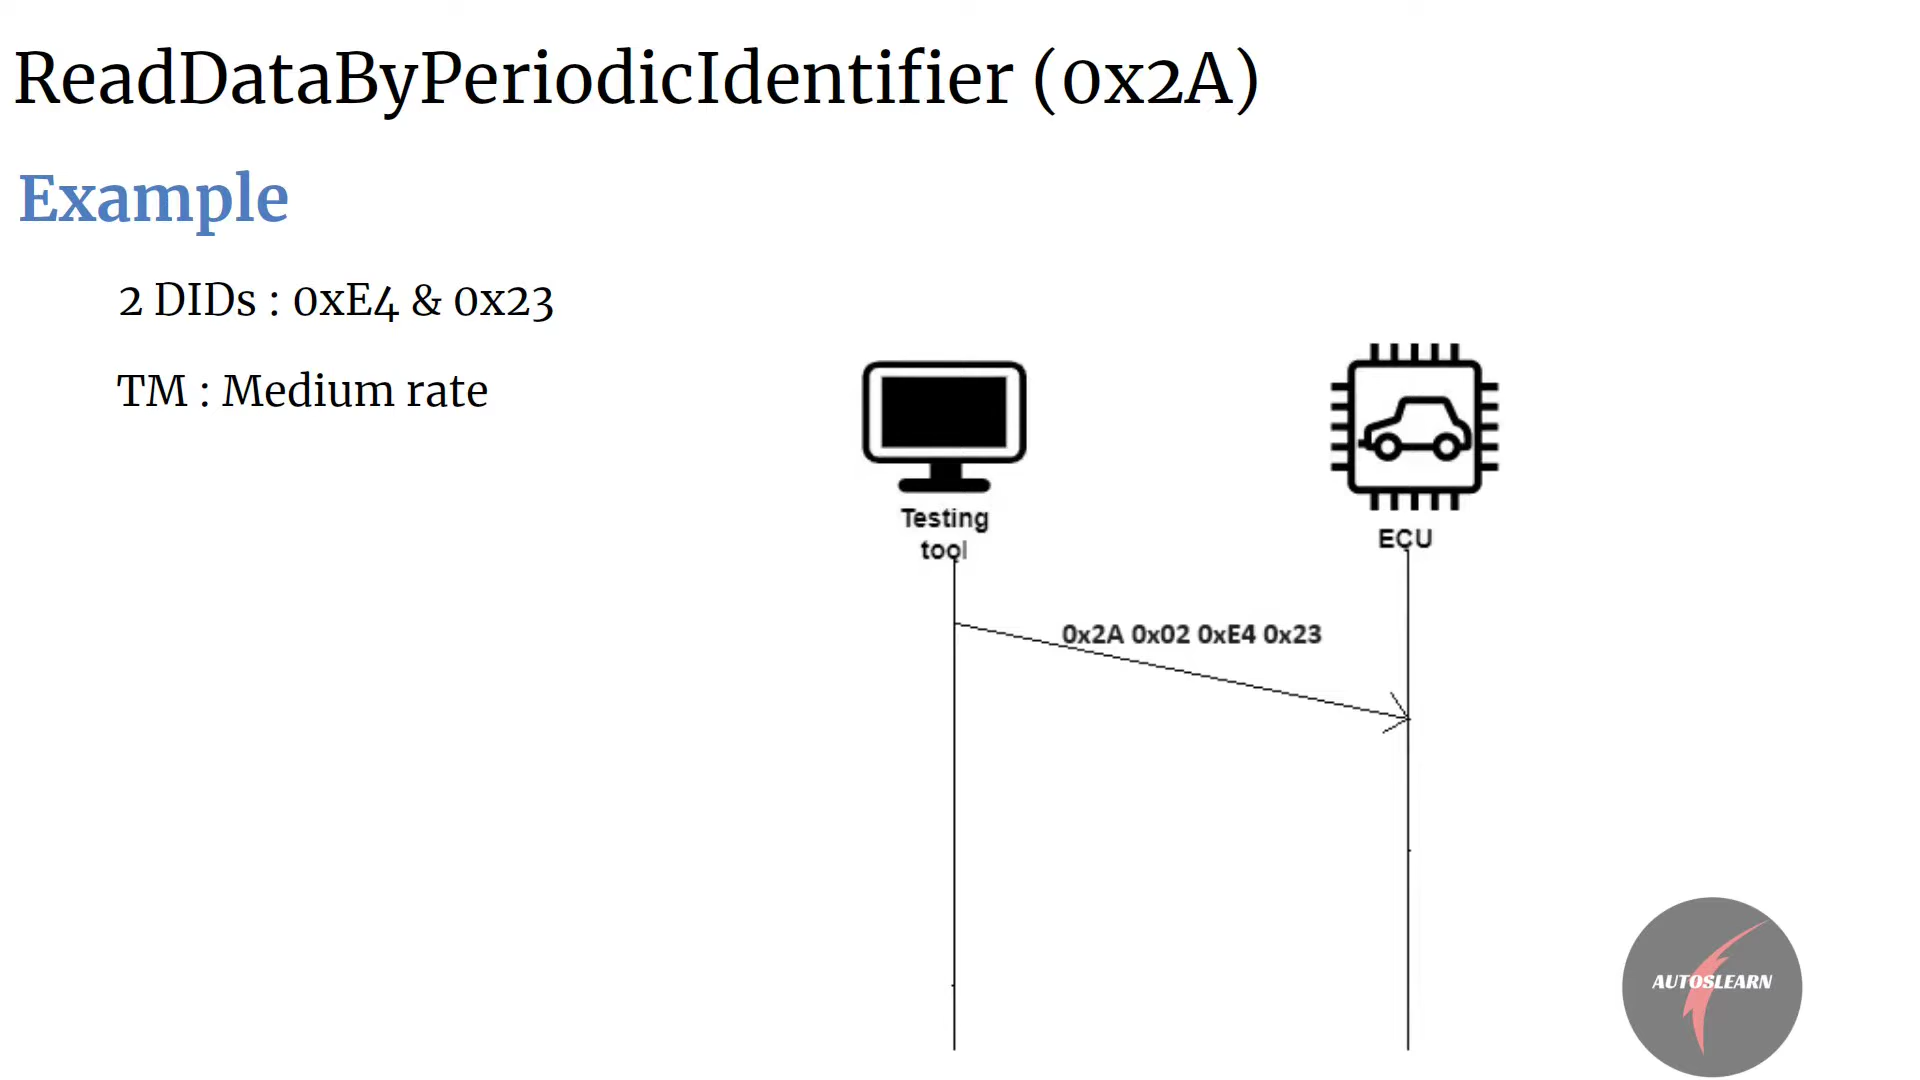 ReadDataByPeriodicIdentifier (0x2A)
Example
2 DIDs : 0xE4 & 0x23
TM : Medium rate
Testing
tool
ECU
0x2A 0x02 0xE4 0x23
AUTOSLEARN